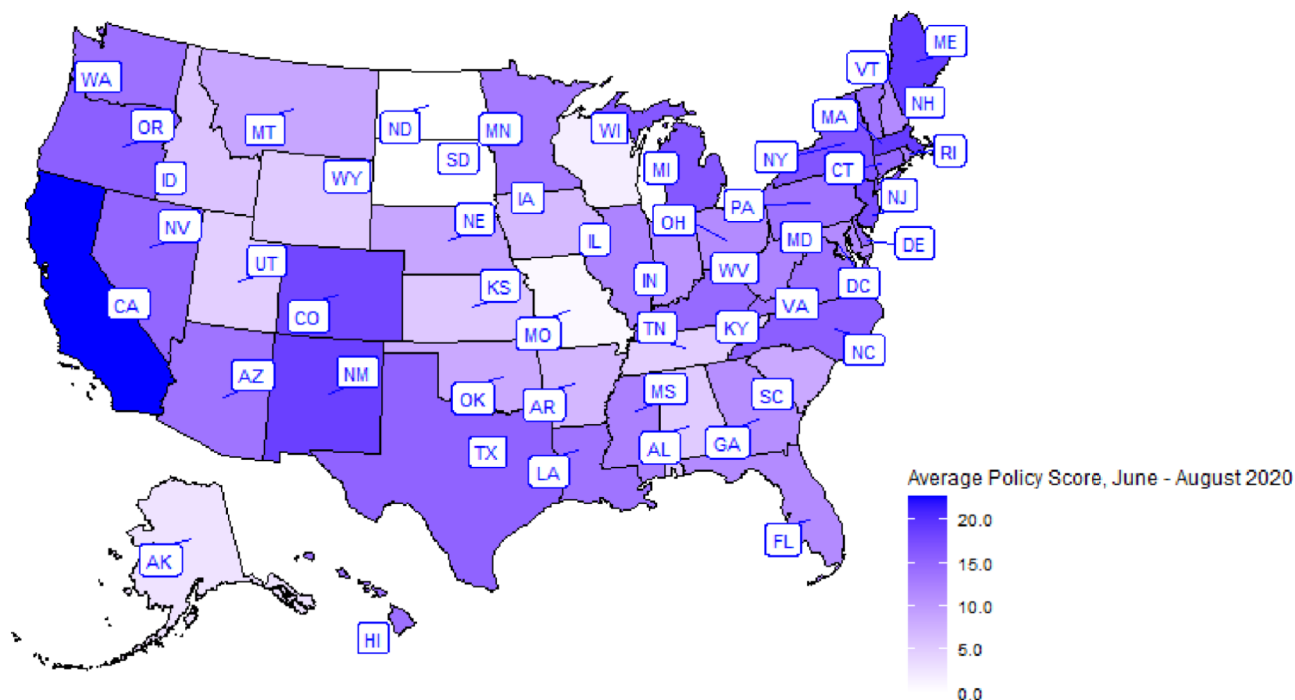 ME
VT
WA
NH
MA
OR
MT
ND
MN
WI
RI
NY
SD
CT
ID
WY
MI
IA
PA
NJ
NV
NE
OH
IL
MD
DE
UT
WV
IN
DC
KS
CA
CO
VA
MO
TN
KY
NC
AZ
NM
MS
SC
OK
AR
AL
GA
TX
LA
Average Policy Score, June - August 2020
20.0
FL
AK
15.0
10.0
HI
5.0
0.0